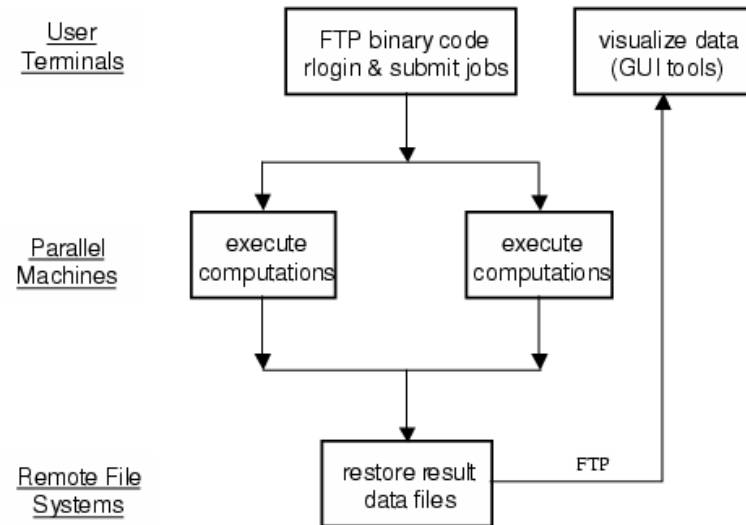 User
Terminals
FTP binary code
rlogin & submit jobs
visualize data
(GUI tools)
Parallel
Machines
execute
computations
execute
computations
Remote File
Systems
restore result
data files
FTP